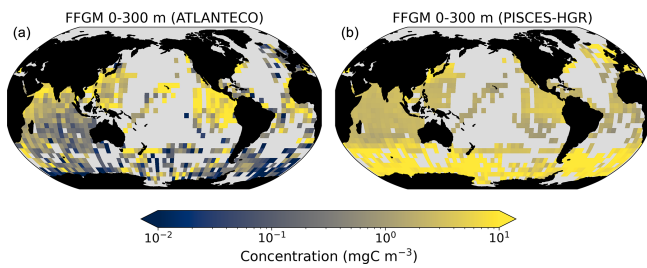 FFGM 0-300 m (ATLANTECO)
FFGM 0-300 m (PISCES-HGR)
(a)
(b)
10⁻² 10⁻¹ 10⁰ 10¹
Concentration (mgC m⁻³)